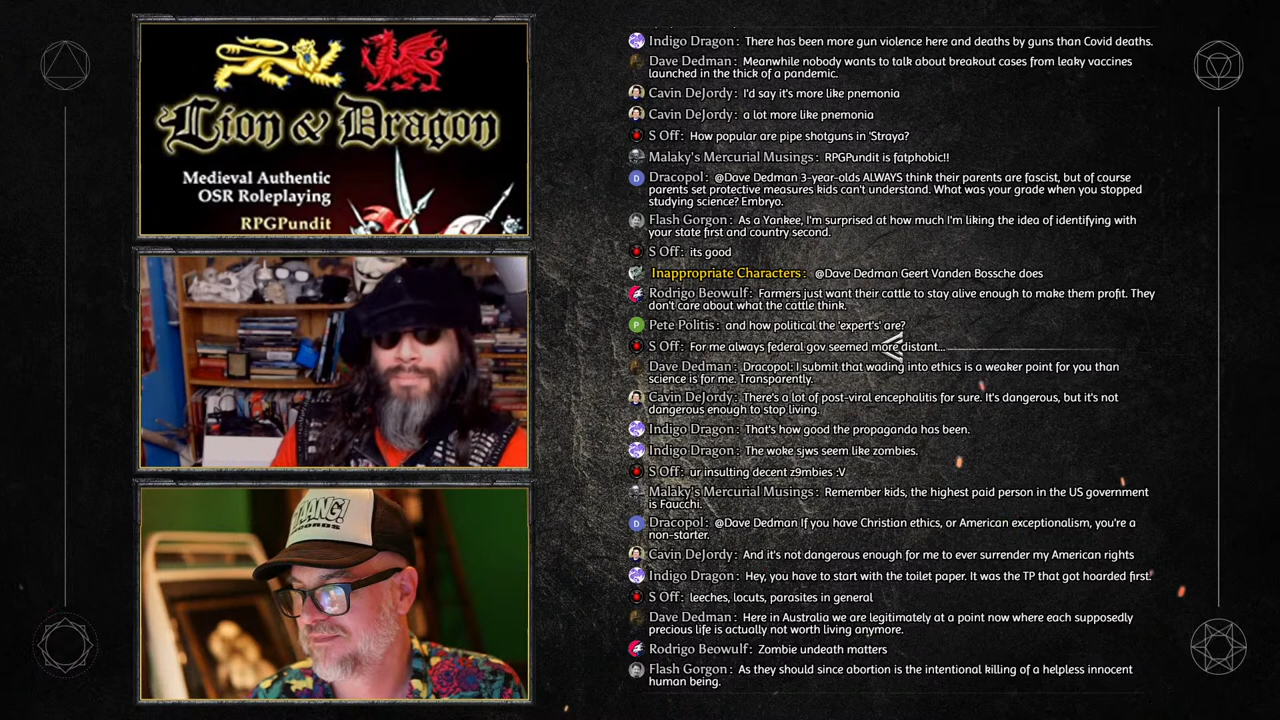 Lion & Dragon
Medieval Authentic
OSR Roleplaying
RPGPundit
Indigo Dragon: There has been more gun violence here and deaths by guns than Covid deaths.
Dave Dedman: Meanwhile nobody wants to talk about breakout cases from leaky vaccines
launched in the thick of a pandemic.
Cavin DeJordy: I'd say it's more like pnemonia
Cavin DeJordy: a lot more like pnemonia
S Off: How popular are pipe shotguns in 'Straya?
Malaky's Mercurial Musings: RPGPundit is fatphobic!!
D Dracopol: @Dave Dedman 3-year-olds ALWAYS think their parents are fascist, but of course
parents set protective measures kids can't understand. What was your grade when you stopped
studying science? Embryo.
Flash Gorgon: As a Yankee, I'm surprised at how much I'm liking the idea of identifying with
your state first and country second.
S Off: its good
Inappropriate Characters: @Dave Dedman Geert Vanden Bossche does
Rodrigo Beowulf: Farmers just want their cattle to stay alive enough to make them profit. They
don't care about what the cattle think.
P Pete Politis: and how political the 'expert's' are?
S Off: For me always federal gov seemed more distant...
Dave Dedman: Dracopol: I submit that wading into ethics is a weaker point for you than
science is for me. Transparently.
Cavin DeJordy: There's a lot of post-viral encephalitis for sure. It's dangerous, but it's not
dangerous enough to stop living.
Indigo Dragon: That's how good the propaganda has been.
Indigo Dragon: The woke sjws seem like zombies.
S Off: ur insulting decent z9mbies :V
Malaky's Mercurial Musings: Remember kids, the highest paid person in the US government
is Faucchi.
D Dracopol: @Dave Dedman If you have Christian ethics, or American exceptionalism, you're a
non-starter.
Cavin DeJordy: And it's not dangerous enough for me to ever surrender my American rights
Indigo Dragon: Hey, you have to start with the toilet paper. It was the TP that got hoarded first.
S Off: leeches, locuts, parasites in general
Dave Dedman: Here in Australia we are legitimately at a point now where each supposedly
precious life is actually not worth living anymore.
Rodrigo Beowulf: Zombie undeath matters
Flash Gorgon: As they should since abortion is the intentional killing of a helpless innocent
human being.